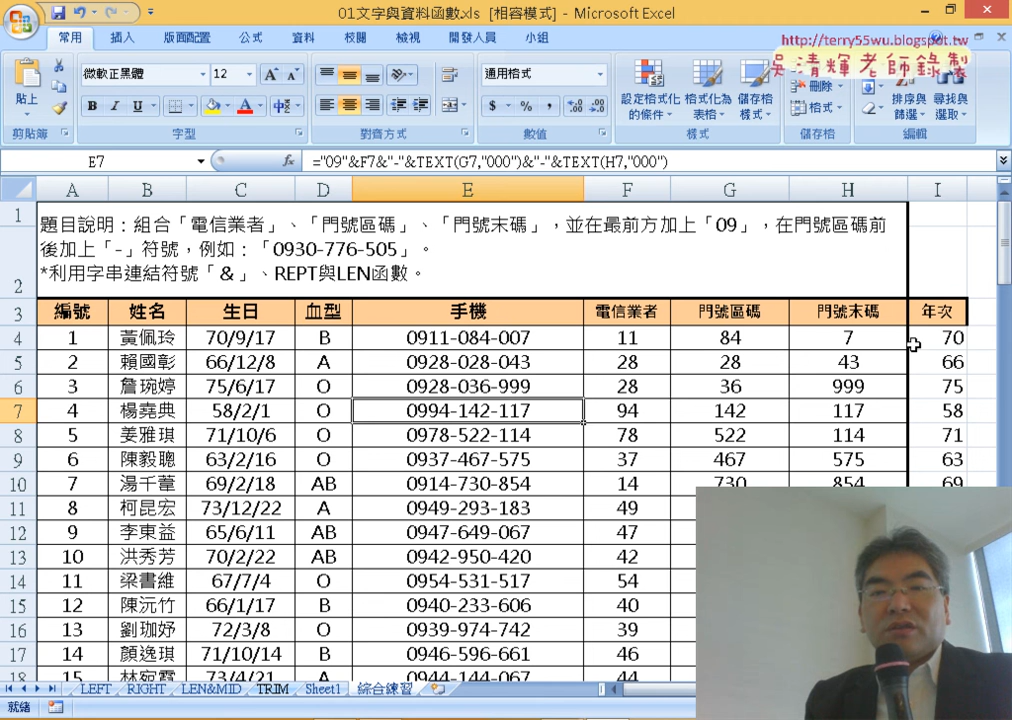 01文字與資料函數.xls [相容模式] - Microsoft Excel
常用 插入 版面配置 公式 資料 校閱 檢視 開發人員 小組
http://terry55wu.blogspot.tw
吳清輝老師錄製
貼上 微軟正黑體 12 通用格式
設定格式化的條件 格式化為表格 儲存格樣式 刪除 格式 排序與篩選 尋找與選取
剪貼簿 字型 對齊方式 數值 樣式 儲存格 編輯
E7 fx ="09"&F7&"-"&TEXT(G7,"000")&"-"&TEXT(H7,"000")
A B C D E F G H I
1 題目說明：組合「電信業者」、「門號區碼」、「門號末碼」，並在最前方加上「09」，在門號區碼前
後加上「-」符號，例如：「0930-776-505」。
2 *利用字串連結符號「&」、REPT與LEN函數。
3 編號 姓名 生日 血型 手機 電信業者 門號區碼 門號末碼 年次
4 1 黃佩玲 70/9/17 B 0911-084-007 11 84 7 70
5 2 賴國彰 66/12/8 A 0928-028-043 28 28 43 66
6 3 詹琬婷 75/6/17 O 0928-036-999 28 36 999 75
7 4 楊堯典 58/2/1 O 0994-142-117 94 142 117 58
8 5 姜雅琪 71/10/6 O 0978-522-114 78 522 114 71
9 6 陳毅聰 63/2/16 O 0937-467-575 37 467 575 63
10 7 湯千葦 69/2/18 AB 0914-730-854 14 730 854 69
11 8 柯昆宏 73/12/22 A 0949-293-183 49
12 9 李東益 65/6/11 AB 0947-649-067 47
13 10 洪秀芳 70/2/22 AB 0942-950-420 42
14 11 梁書維 67/7/4 O 0954-531-517 54
15 12 陳沅竹 66/1/17 B 0940-233-606 40
16 13 劉珈妤 72/3/8 O 0939-974-742 39
17 14 顏逸琪 71/10/14 B 0946-596-661 46
18 15 林宛霖 73/4/21 A 0944-144-067 44
LEFT RIGHT LEN&MID TRIM Sheet1 綜合練習
就緒